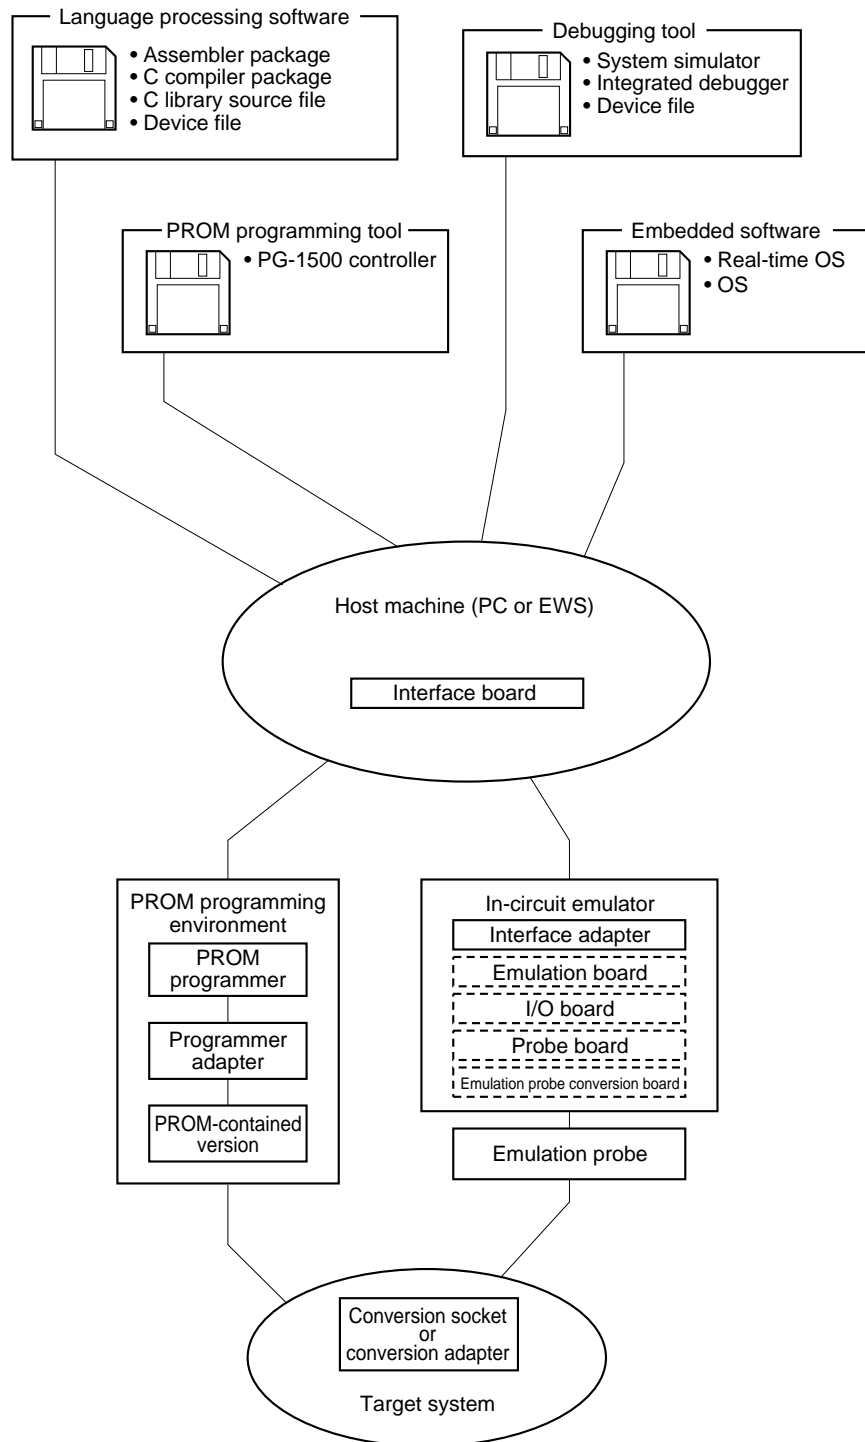 Language processing software
• Assembler package
• C compiler package
• C library source file
• Device file
Debugging tool
• System simulator
• Integrated debugger
• Device file
PROM programming tool
• PG-1500 controller
Embedded software
• Real-time OS
• OS
Host machine (PC or EWS)
Interface board
PROM programming
environment
PROM
programmer
Programmer
adapter
PROM-contained
version
In-circuit emulator
Interface adapter
Emulation board
I/O board
Probe board
Emulation probe conversion board
Emulation probe
Conversion socket
or
conversion adapter
Target system